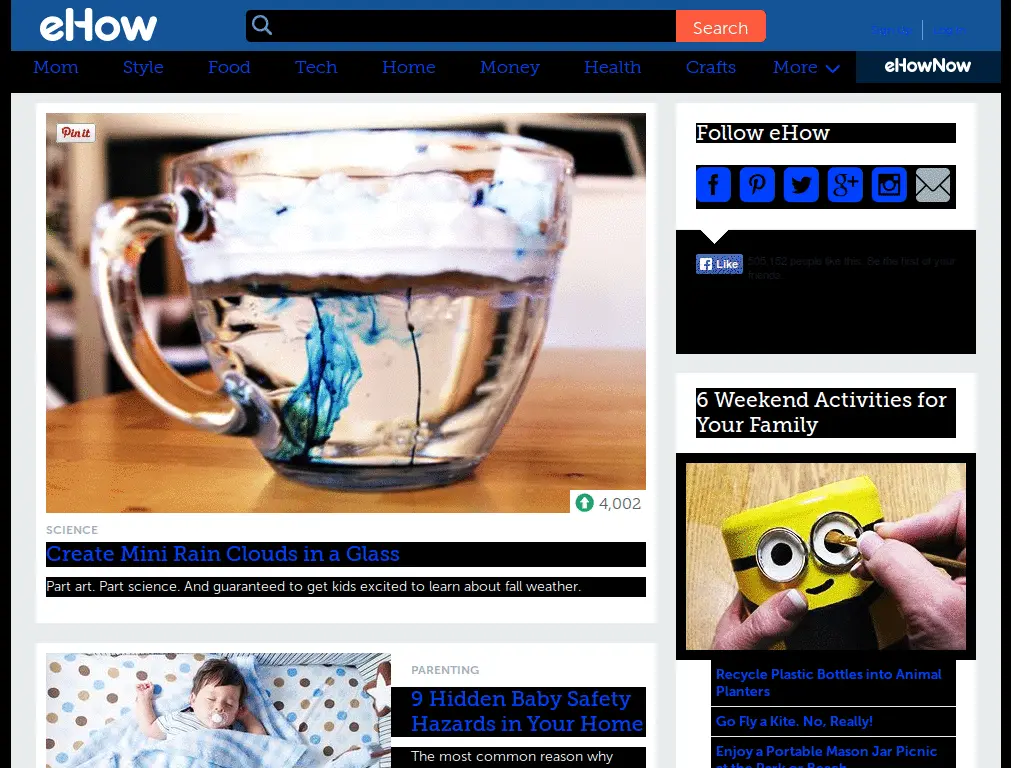 eHow
Search
Sign Up Log In
Mom Style Food Tech Home Money Health Crafts More eHowNow
Pin it
4,002
SCIENCE
Create Mini Rain Clouds in a Glass
Part art. Part science. And guaranteed to get kids excited to learn about fall weather.
PARENTING
9 Hidden Baby Safety
Hazards in Your Home
The most common reason why
Follow eHow
f Like
people like this. Be the first of your
friends.
6 Weekend Activities for
Your Family
Recycle Plastic Bottles into Animal
Planters
Go Fly a Kite. No, Really!
Enjoy a Portable Mason Jar Picnic
at the Park or Beach